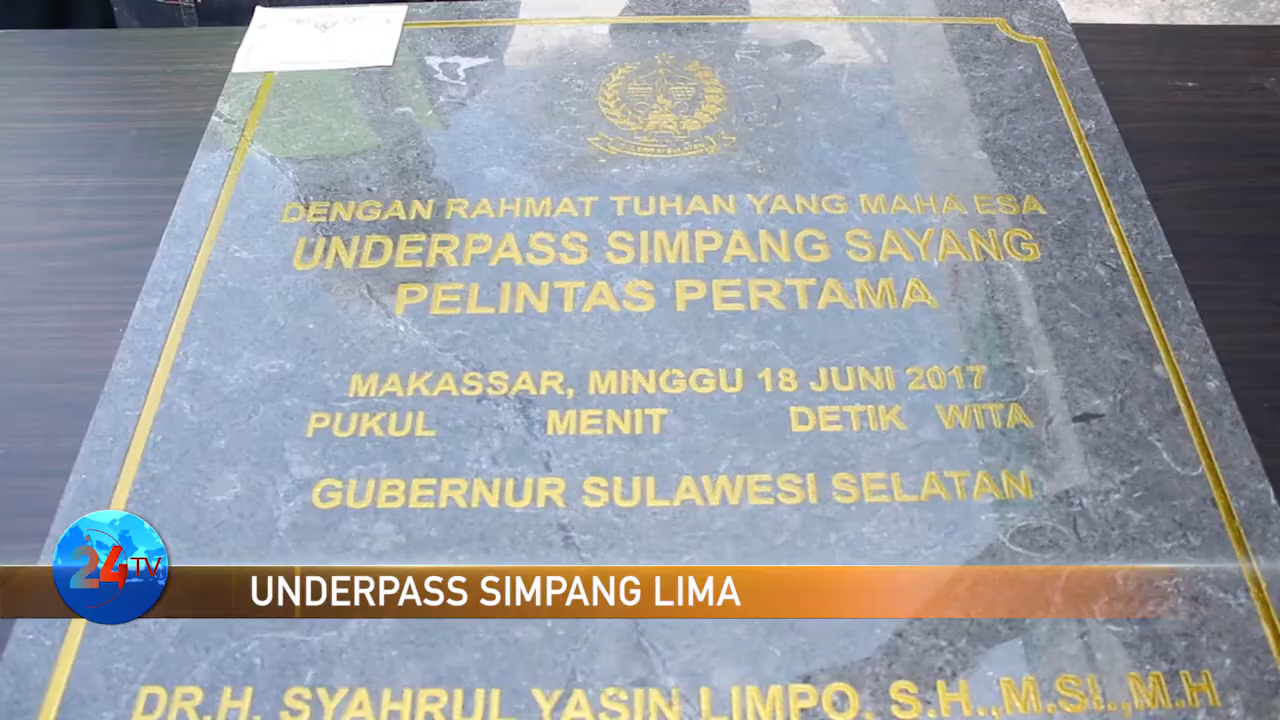 DENGAN RAHMAT TUHAN YANG MAHA ESA
UNDERPASS SIMPANG SAYANG
PELINTAS PERTAMA
MAKASSAR, MINGGU 18 JUNI 2017
PUKUL MENIT DETIK WITA
GUBERNUR SULAWESI SELATAN
24 TV
UNDERPASS SIMPANG LIMA
DR.H. SYAHRUL YASIN LIMPO, S.H.,M.SI.,M.H